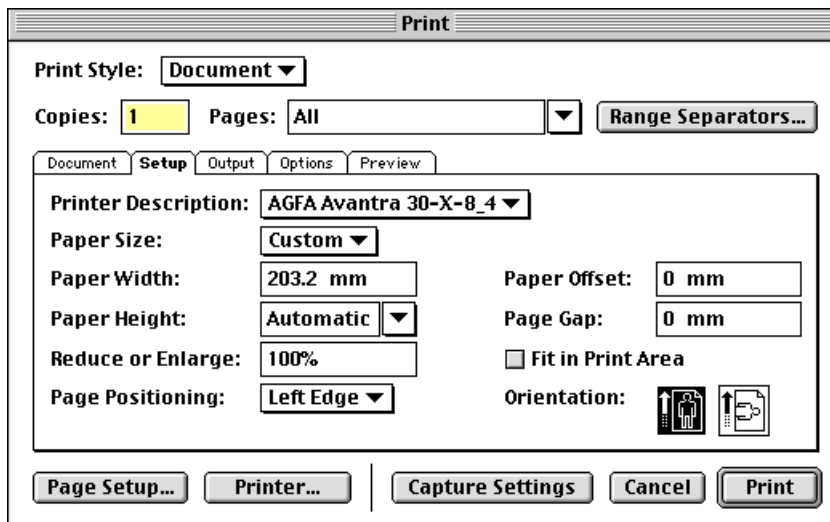 Print
Print Style: Document
Copies: 1 Pages: All Range Separators...
Document Setup Output Options Preview
Printer Description: AGFA Avantra 30-X-8_4
Paper Size: Custom
Paper Width: 203.2 mm Paper Offset: 0 mm
Paper Height: Automatic Page Gap: 0 mm
Reduce or Enlarge: 100% Fit in Print Area
Page Positioning: Left Edge Orientation:
Page Setup... Printer... Capture Settings Cancel Print